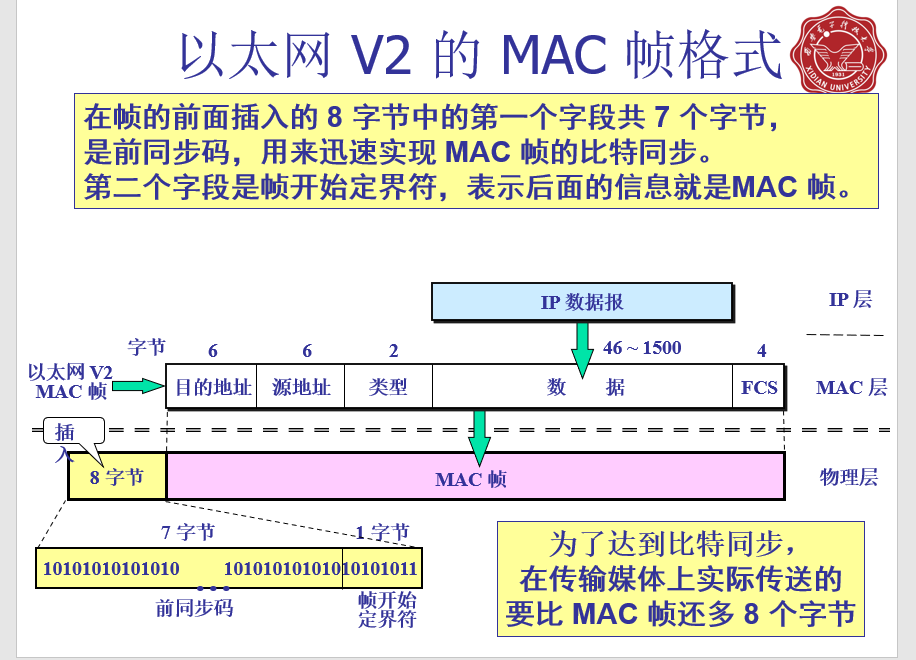 以太网 V2 的 MAC 帧格式
XIDIAN UNIVERSITY
1931
在帧的前面插入的 8 字节中的第一个字段共 7 个字节，
是前同步码，用来迅速实现 MAC 帧的比特同步。
第二个字段是帧开始定界符，表示后面的信息就是MAC 帧。
IP 数据报
IP 层
字节
6
6
2
46 ~ 1500
4
以太网 V2
MAC 帧
目的地址
源地址
类型
数 据
FCS
MAC 层
插
入
8 字节
MAC 帧
物理层
7 字节
1 字节
10101010101010
10101010101010101011
前同步码
帧开始
定界符
为了达到比特同步，
在传输媒体上实际传送的
要比 MAC 帧还多 8 个字节